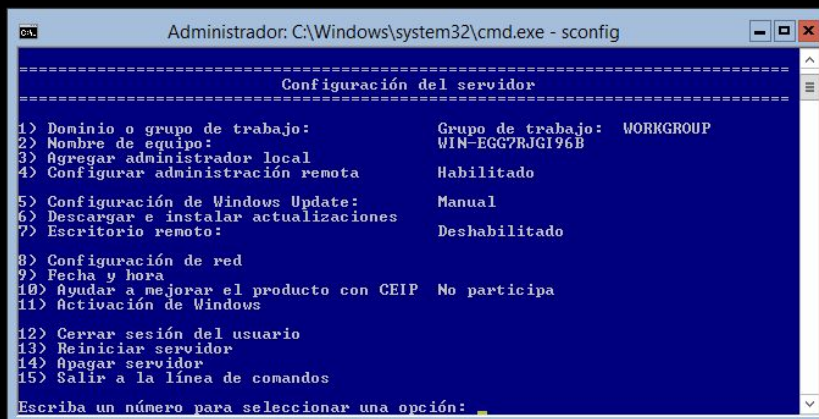 Administrador: C:\Windows\system32\cmd.exe - sconfig
===============================================================================
Configuración del servidor
===============================================================================
1) Dominio o grupo de trabajo: Grupo de trabajo: WORKGROUP
2) Nombre de equipo: WIN-EGG7RJGI96B
3) Agregar administrador local
4) Configurar administración remota Habilitado
5) Configuración de Windows Update: Manual
6) Descargar e instalar actualizaciones
7) Escritorio remoto: Deshabilitado
8) Configuración de red
9) Fecha y hora
10) Ayudar a mejorar el producto con CEIP No participa
11) Activación de Windows
12) Cerrar sesión del usuario
13) Reiniciar servidor
14) Apagar servidor
15) Salir a la línea de comandos
Escriba un número para seleccionar una opción: _